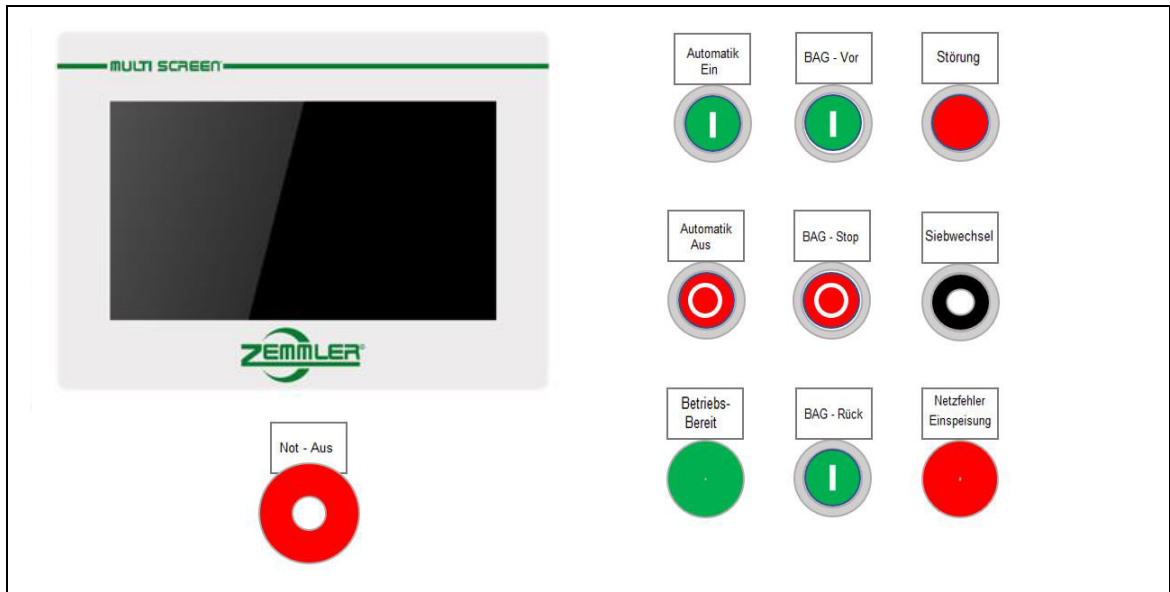 MULTI SCREEN
ZEMMLER®
Not - Aus
Automatik
Ein
BAG - Vor
Störung
Automatik
Aus
BAG - Stop
Siebwechsel
Betriebs-
Bereit
BAG - Rück
Netzfehler
Einspeisung